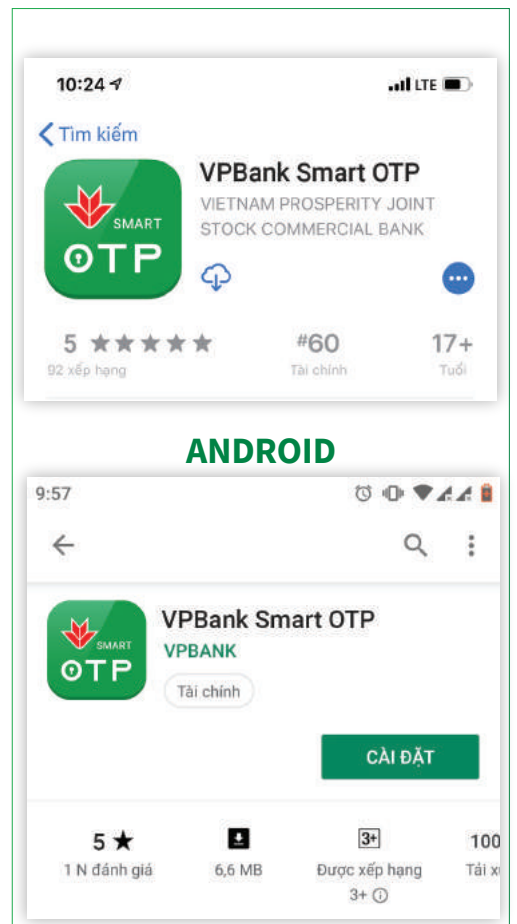 10:24
LTE
Tìm kiếm
VPBank Smart OTP
VIETNAM PROSPERITY JOINT
STOCK COMMERCIAL BANK
SMART
OTP
5
#60
17+
92 xếp hạng
Tài chính
Tuổi
ANDROID
9:57
VPBank Smart OTP
VPBANK
Tài chính
SMART
OTP
CÀI ĐẶT
5
3+
100
1 N đánh giá
6,6 MB
Được xếp hạng
3+
Tải